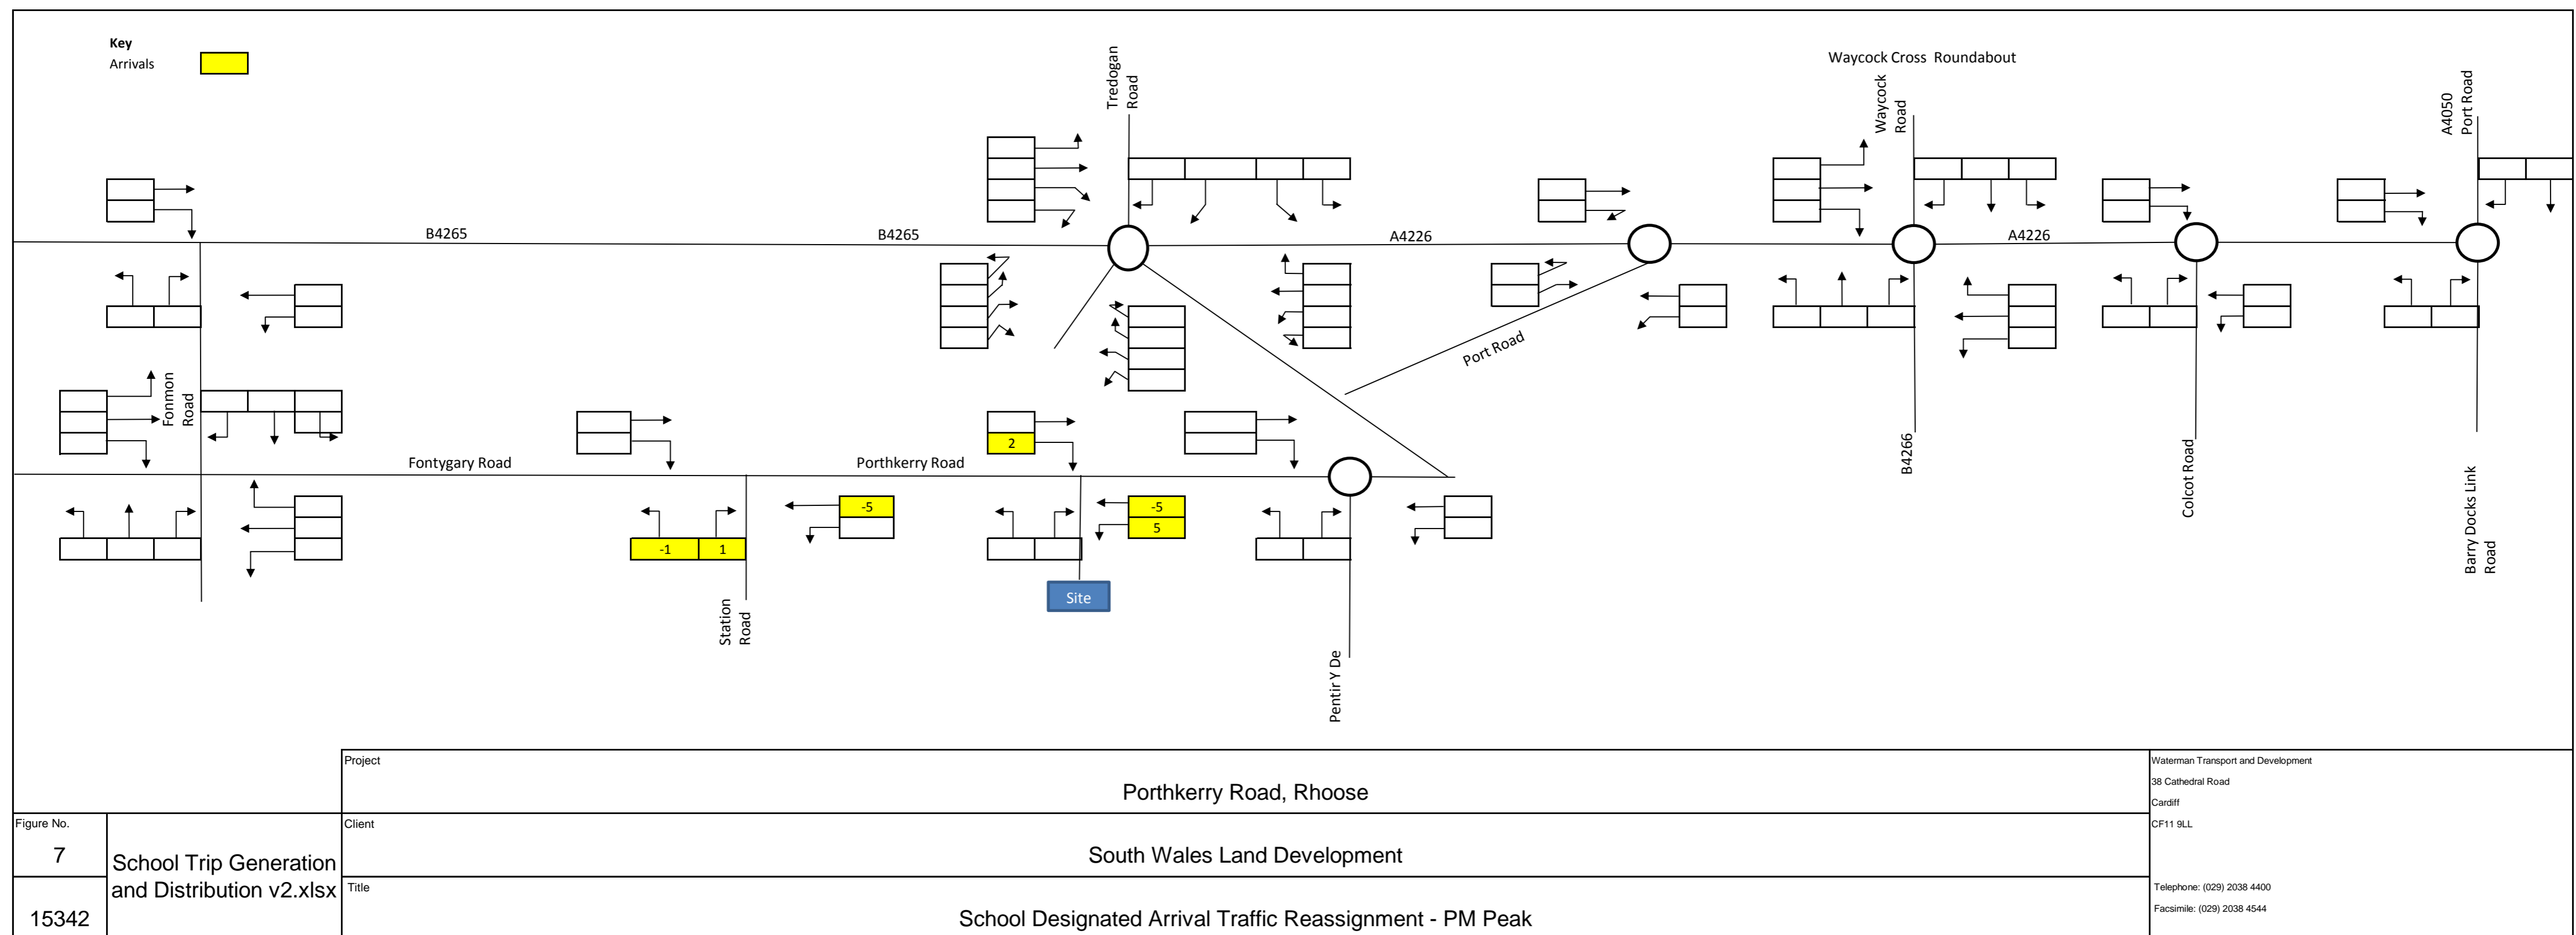 Key
Arrivals
Tredogan
Road
Waycock Cross Roundabout
Waycock
Road
A4050
Port Road
B4265
B4265
A4226
A4226
Port Road
Fonmon
Road
2
Fontygary Road
Porthkerry Road
B4266
Colcot Road
Barry Docks Link
Road
-5
-5
5
-1 1
Site
Station
Road
Pentir Y De
Project
Porthkerry Road, Rhoose
Waterman Transport and Development
38 Cathedral Road
Cardiff
CF11 9LL
Figure No.
7
School Trip Generation
and Distribution v2.xlsx
Client
South Wales Land Development
15342
Title
School Designated Arrival Traffic Reassignment - PM Peak
Telephone: (029) 2038 4400
Facsimile: (029) 2038 4544